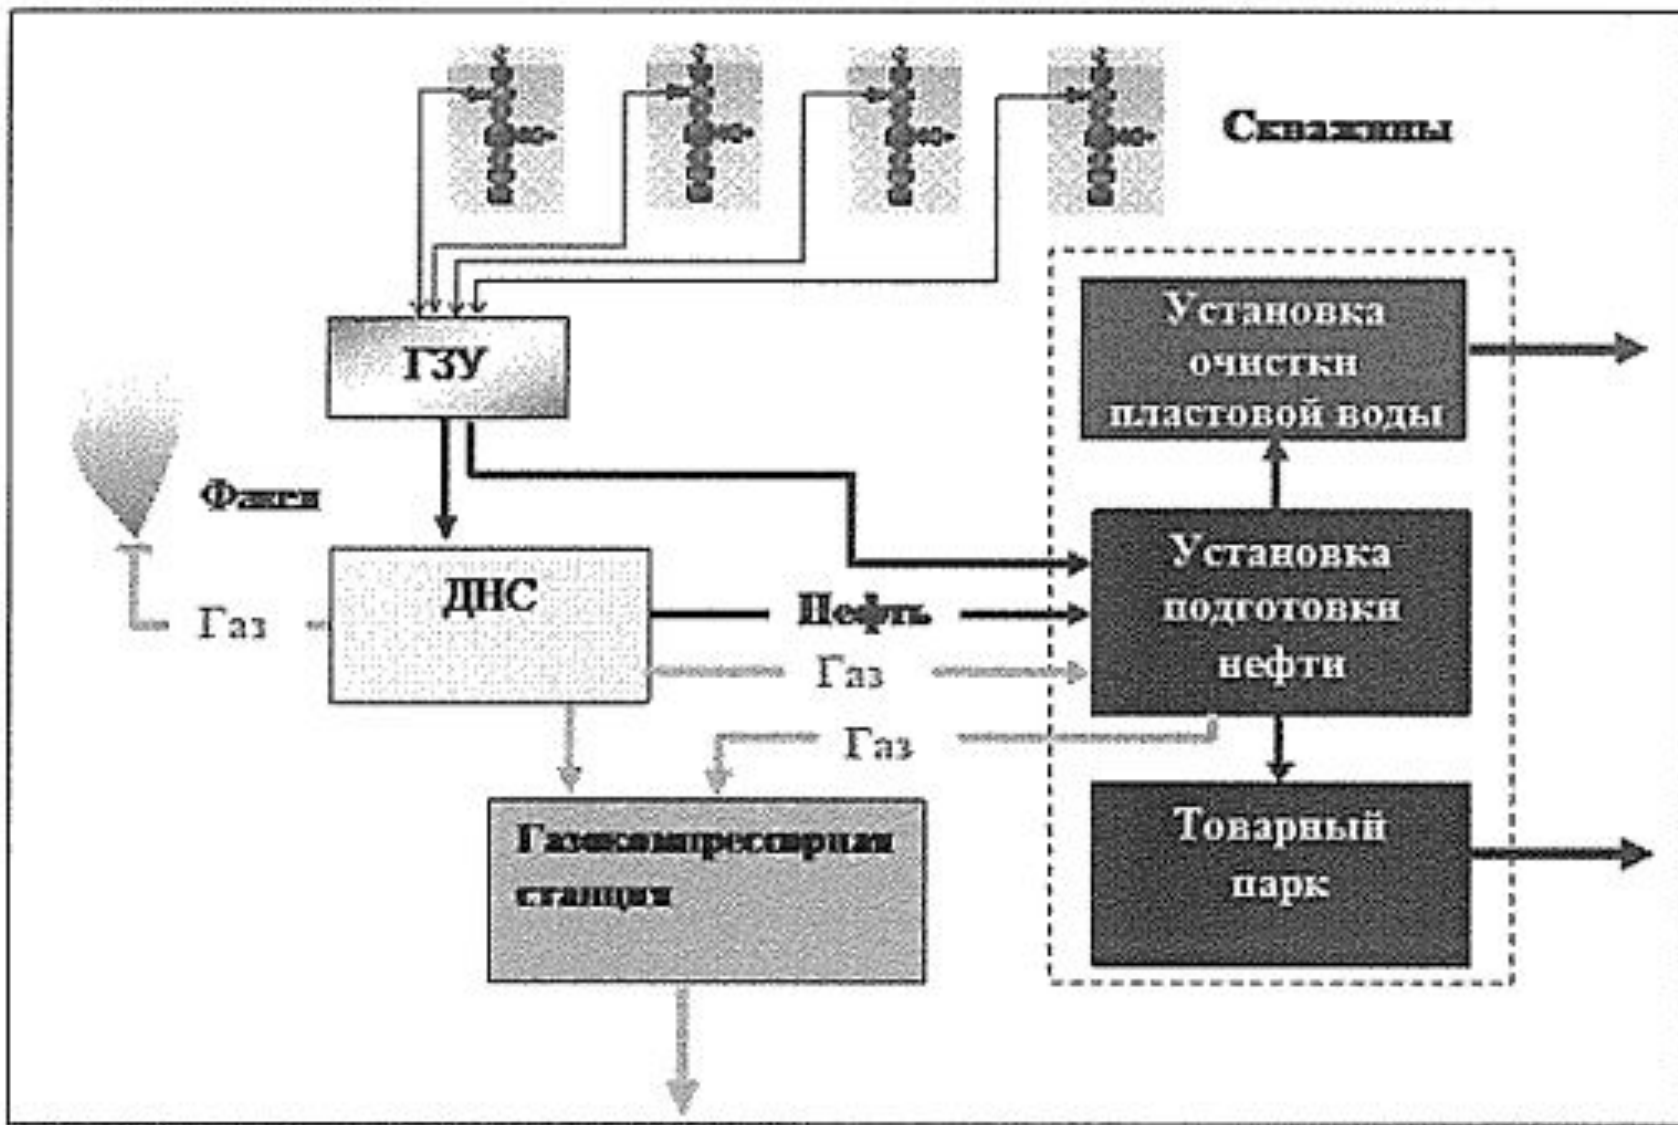 Скважины
ГЗУ
Установка
очистки
пластовой воды
Факел
ДНС
Газ
Нефть
Газ
Газ
Установка
подготовки
нефти
Газокомпрессорная
станция
Товарный
парк